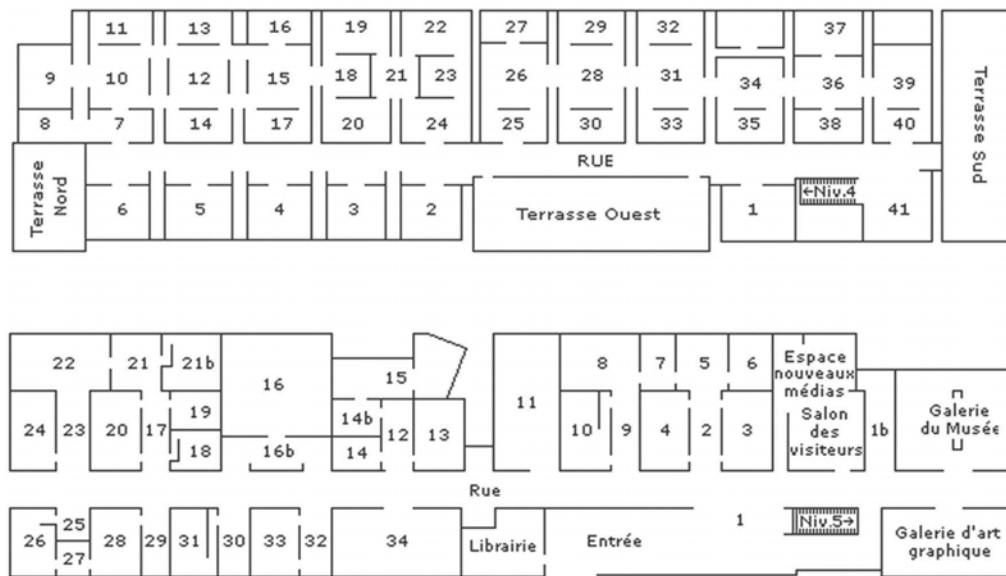 11 13 16 19 22 27 29 32 37
9 10 12 15 18 21 23 26 28 31 34 36 39
8 7 14 17 20 24 25 30 33 35 38 40
RUE
Terrasse
Nord
6 5 4 3 2 Terrasse Ouest 1 ←Niv.4 41
Terrasse Sud
22 21 21b 16 15 8 7 5 6 Espace
nouveaux
médias
24 23 20 17 19 18 14b 14 12 13 11 10 9 4 2 3 Salon
des
visiteurs
1b
Galerie
du Musée
16b
Rue
26 25 27 28 29 31 30 33 32 34 Librairie Entrée 1 Niv.5→
Galerie d'art
graphique